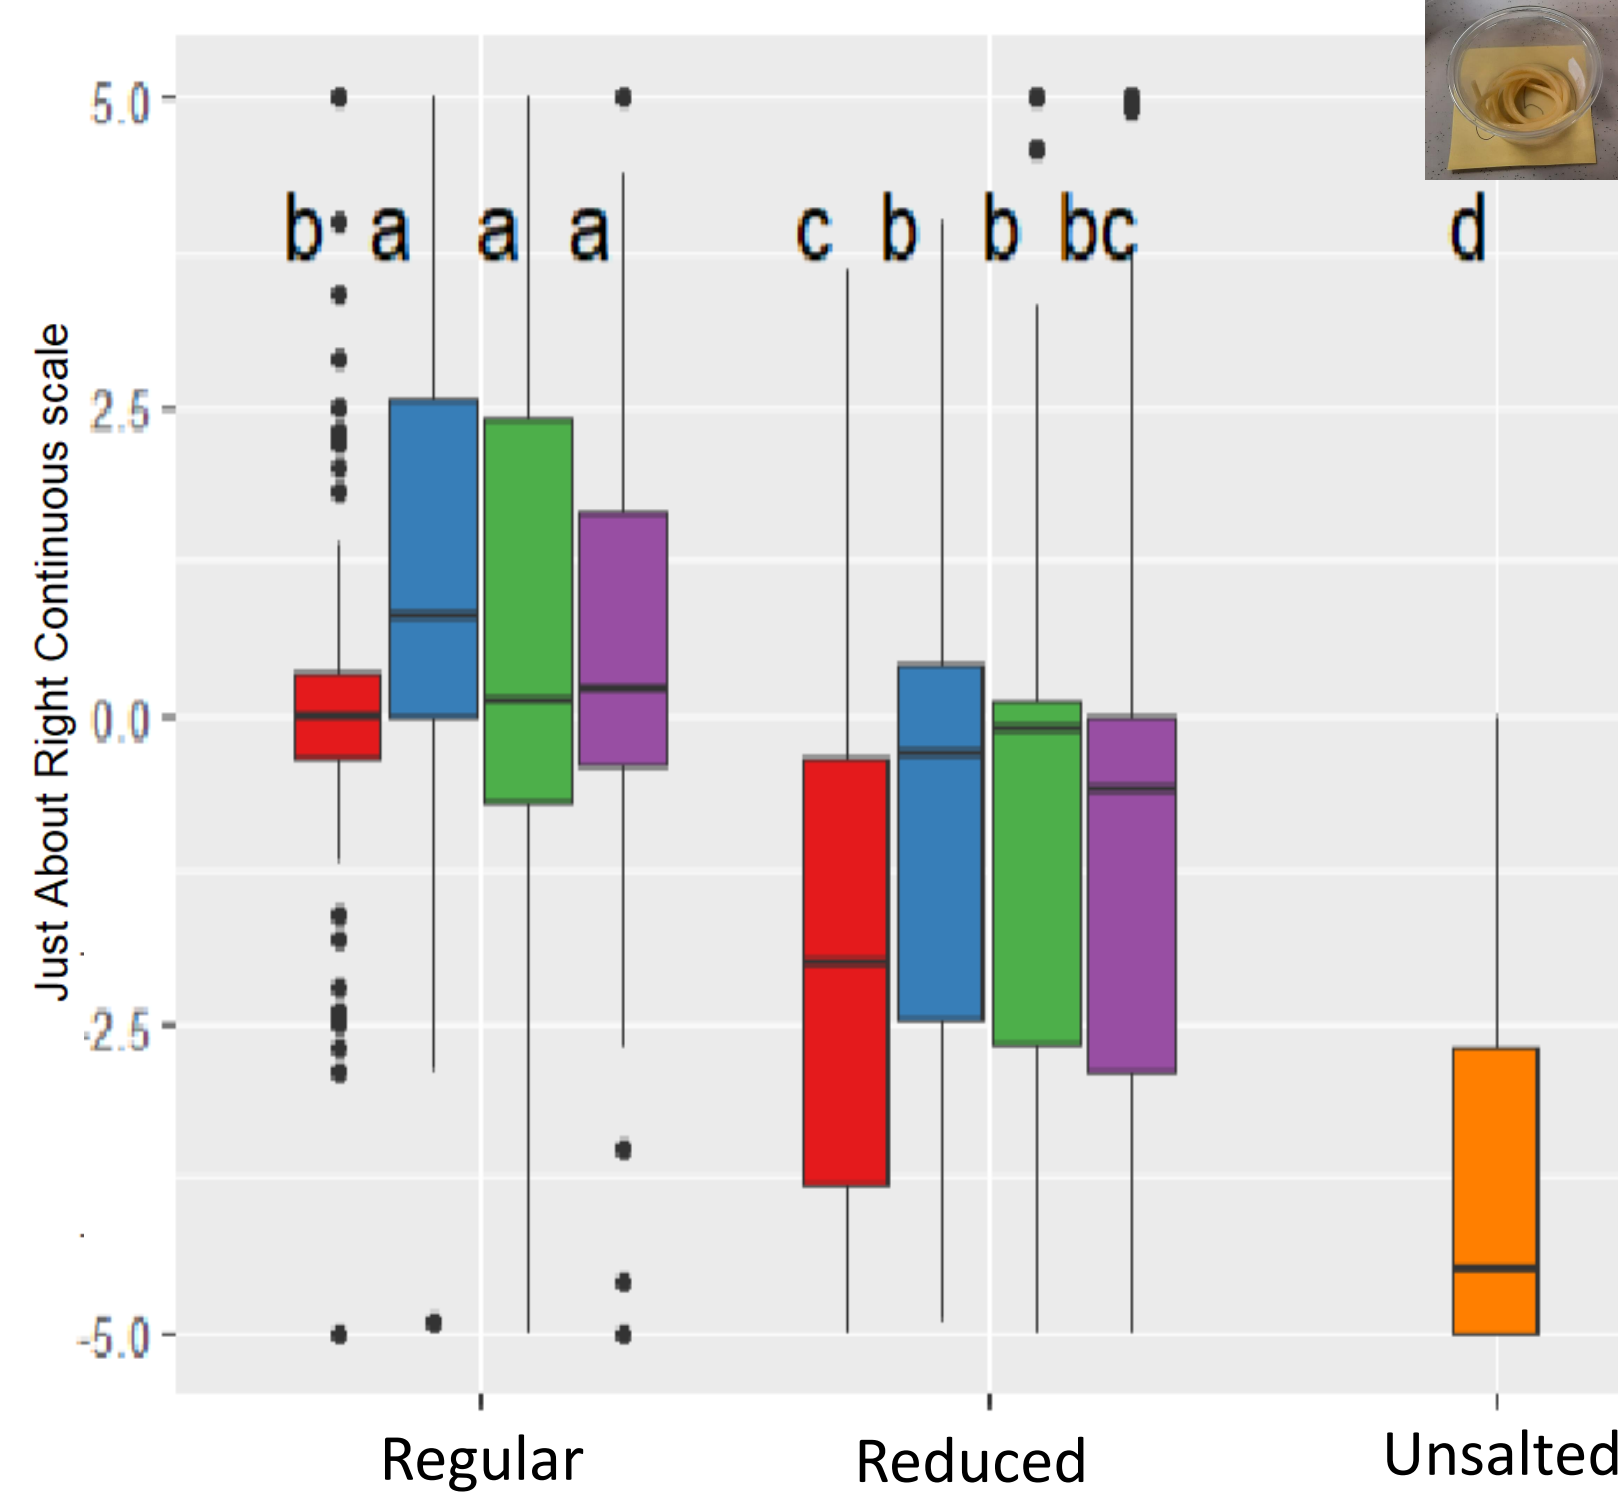 Just About Right Continuous scale
5.0
2.5
0.0
-2.5
-5.0
b a a a c b b bc d
Regular Reduced Unsalted